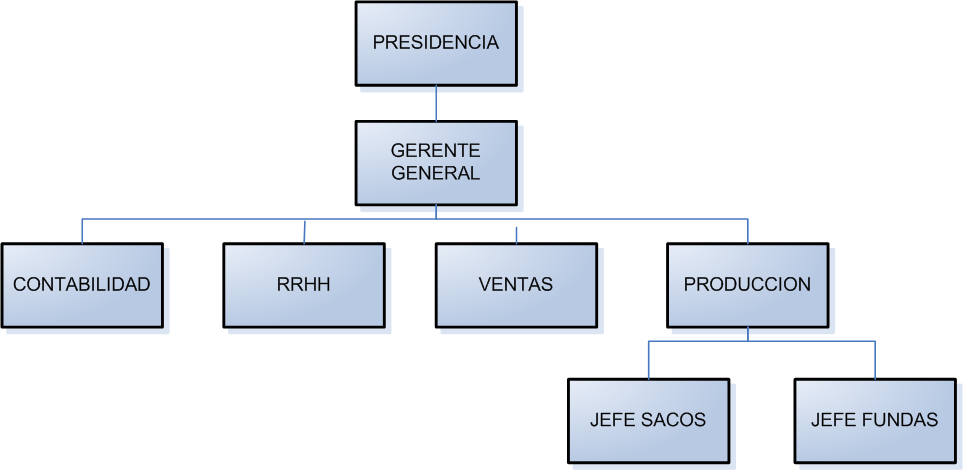 PRESIDENCIA
GERENTE
GENERAL
CONTABILIDAD
RRHH
VENTAS
PRODUCCION
JEFE SACOS
JEFE FUNDAS